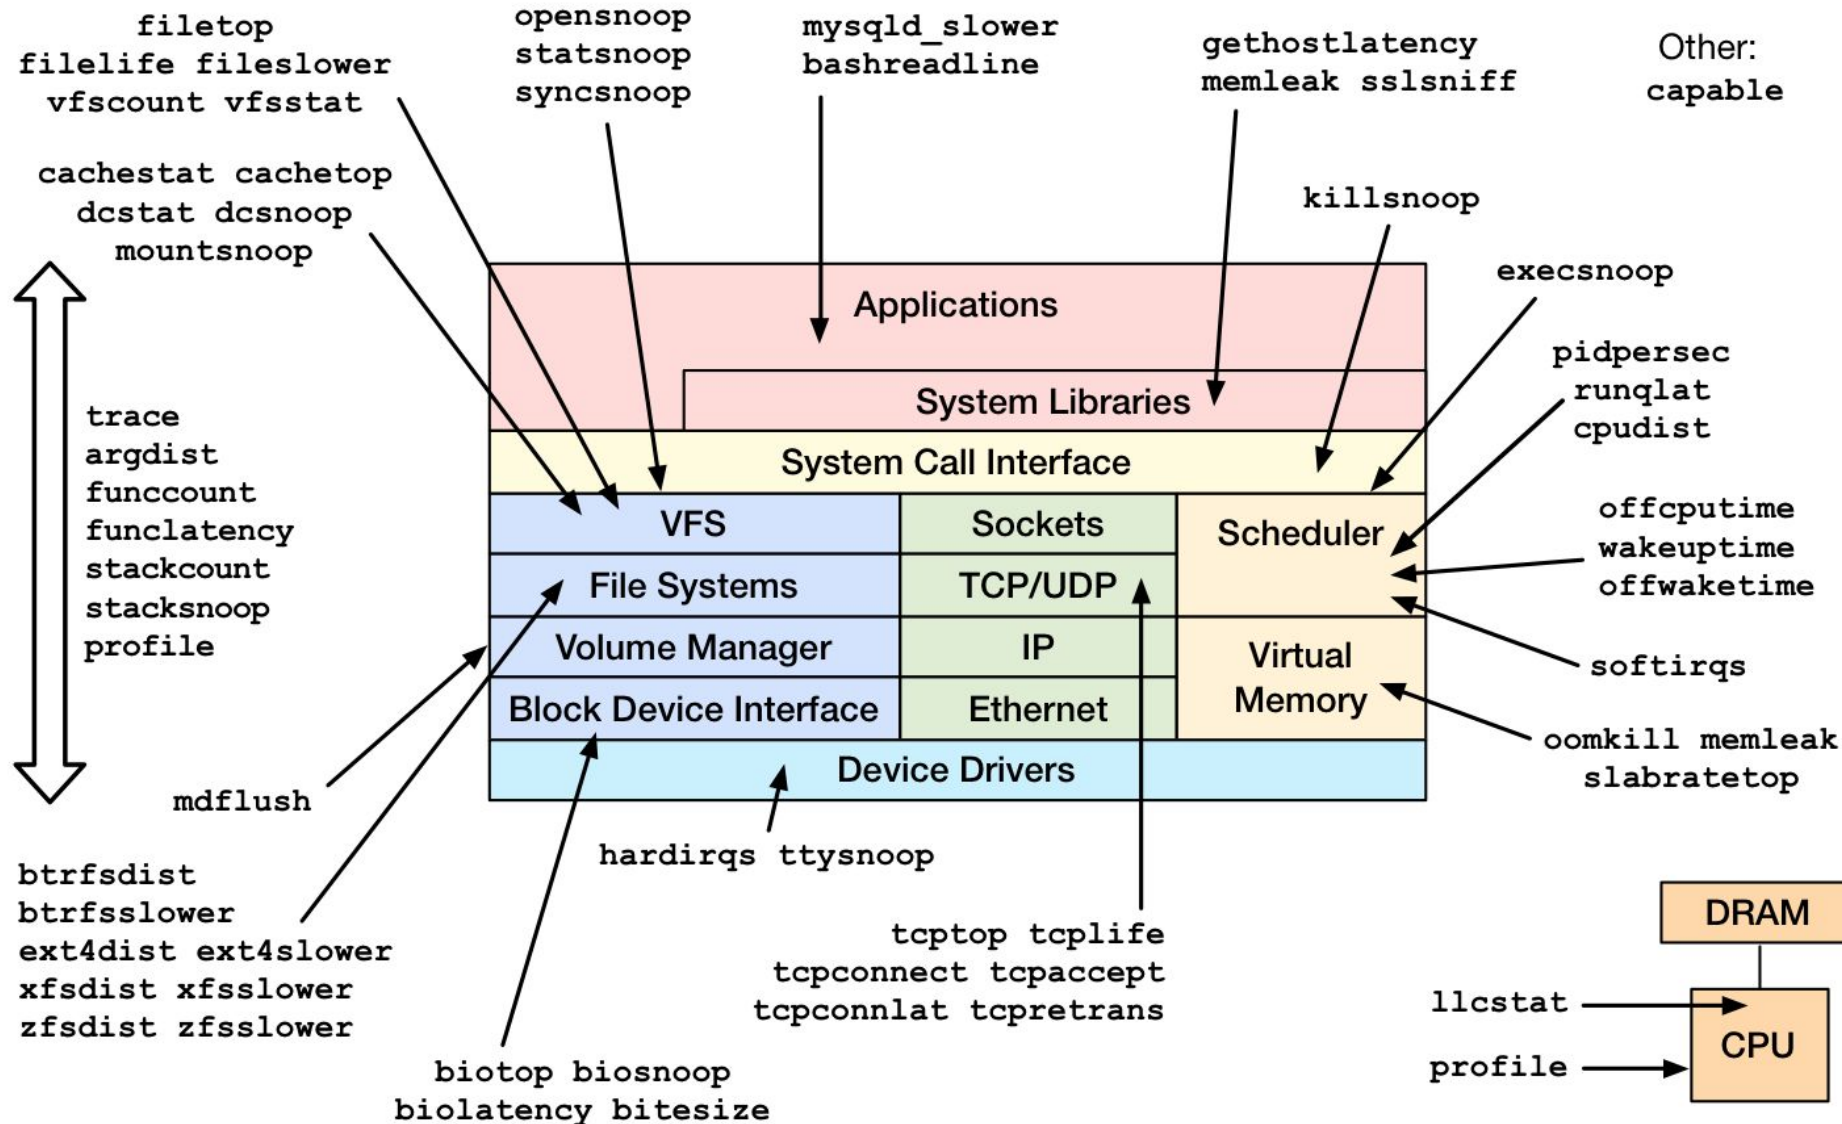 filetop
filelife fileslower
vfscount vfsstat
opensnoop
statsnoop
syncsnoop
mysqld_slower
bashreadline
gethostlatency
memleak sslsniff
Other:
capable
cachestat cachetop
dcstat dcsnoop
mountsnoop
killsnoop
execsnoop
pidpersec
runqlat
cpudist
offcputime
wakeuptime
offwaketime
softirqs
oomkill memleak
slabratetop
trace
argdist
funccount
funclatency
stackcount
stacksnoop
profile
Applications
System Libraries
System Call Interface
VFS
Sockets
Scheduler
File Systems
TCP/UDP
Volume Manager
IP
Virtual
Memory
Block Device Interface
Ethernet
Device Drivers
mdflush
hardirqs ttysnoop
btrfsdist
btrfsslower
ext4dist ext4slower
xfsdist xfsslower
zfsdist zfsslower
tcptop tcplife
tcpconnect tcpaccept
tcpconnlat tcpretrans
biotop biosnoop
biolatency bitesize
DRAM
llcstat
CPU
profile